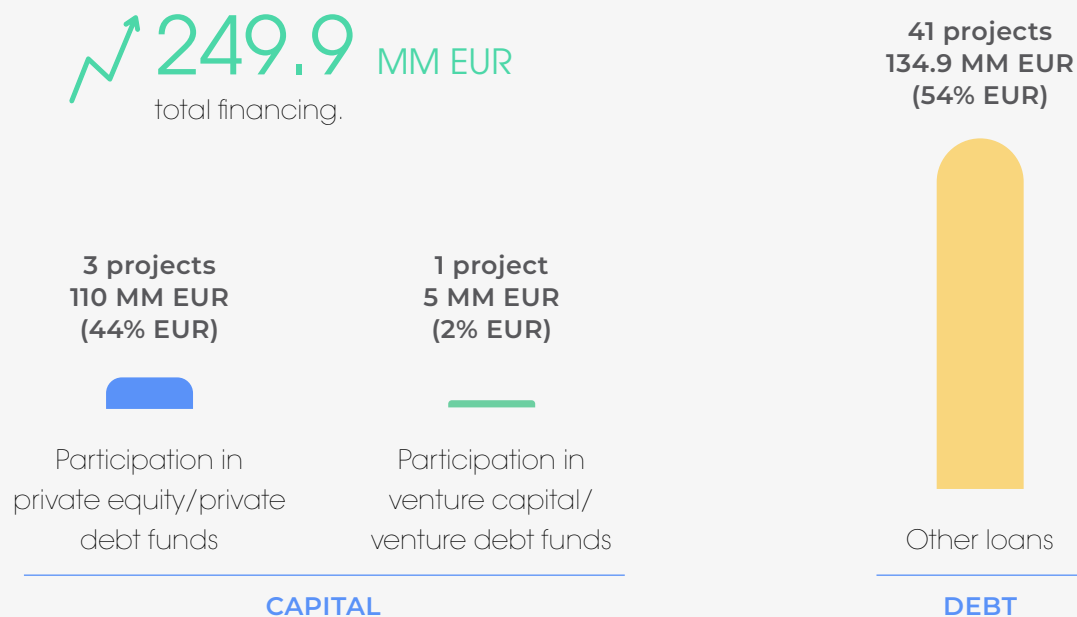 249.9 MM EUR
total financing.
41 projects
134.9 MM EUR
(54% EUR)
3 projects
110 MM EUR
(44% EUR)
1 project
5 MM EUR
(2% EUR)
Participation in
private equity/private
debt funds
Participation in
venture capital/
venture debt funds
Other loans
CAPITAL
DEBT